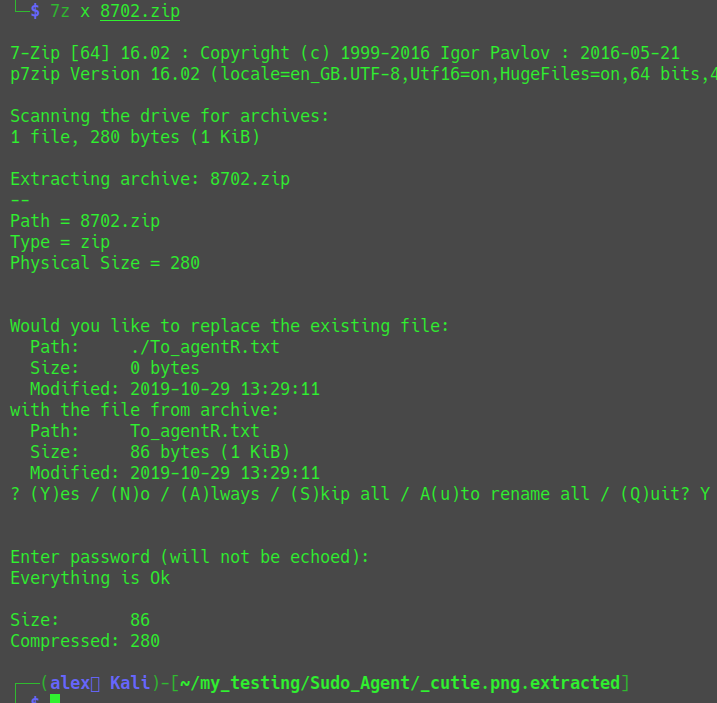 $ 7z x 8702.zip
7-Zip [64] 16.02 : Copyright (c) 1999-2016 Igor Pavlov : 2016-05-21
p7zip Version 16.02 (locale=en_GB.UTF-8,Utf16=on,HugeFiles=on,64 bits,4
Scanning the drive for archives:
1 file, 280 bytes (1 KiB)
Extracting archive: 8702.zip
--
Path = 8702.zip
Type = zip
Physical Size = 280
Would you like to replace the existing file:
Path: ./To_agentR.txt
Size: 0 bytes
Modified: 2019-10-29 13:29:11
with the file from archive:
Path: To_agentR.txt
Size: 86 bytes (1 KiB)
Modified: 2019-10-29 13:29:11
? (Y)es / (N)o / (A)lways / (S)kip all / A(u)to rename all / (Q)uit? Y
Enter password (will not be echoed):
Everything is Ok
Size: 86
Compressed: 280
(alex Kali)-[~/my_testing/Sudo_Agent/_cutie.png.extracted]
$